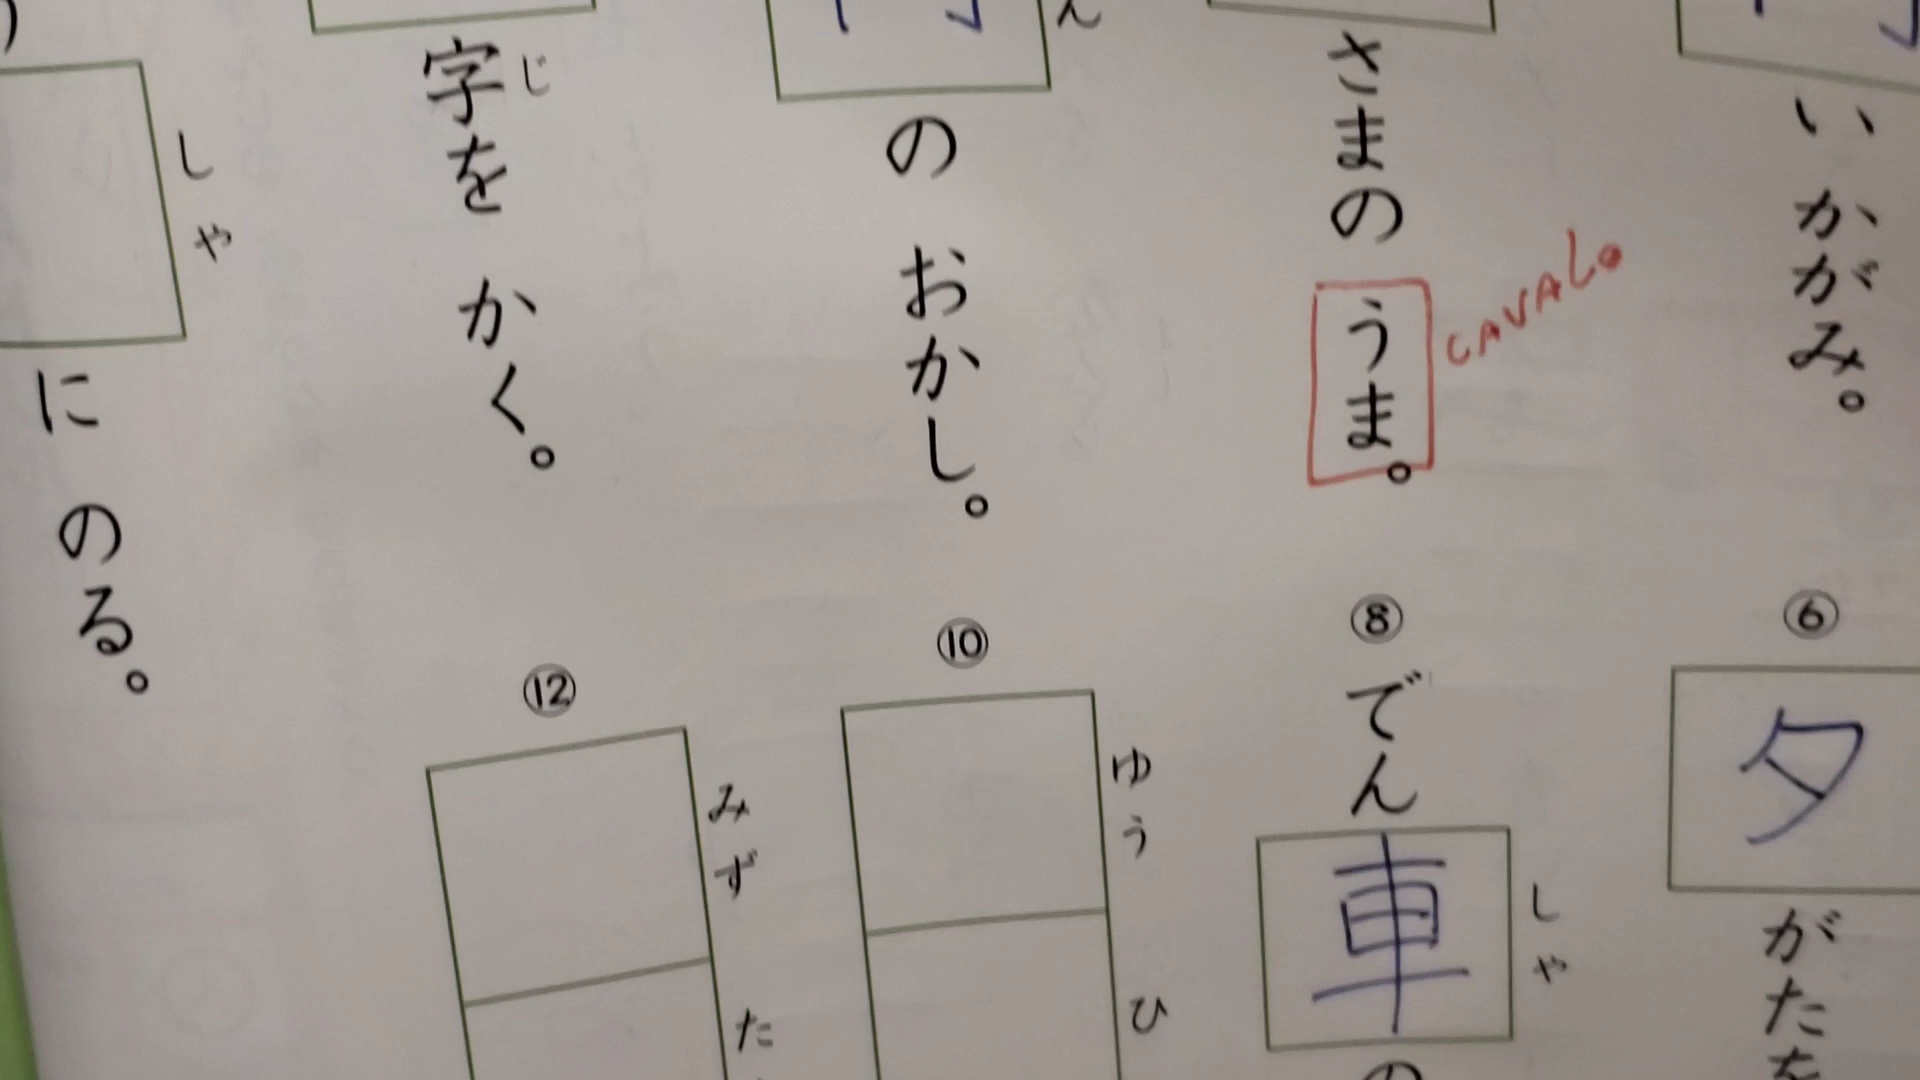 いかがみ。
さまのうま。
CAVALO
の おかし。
字をかく。
じ
しゃ
に のる。
⑥
夕
がた
⑧
でん車の
しゃ
⑩
ゆう
ひ
⑫
みず
た